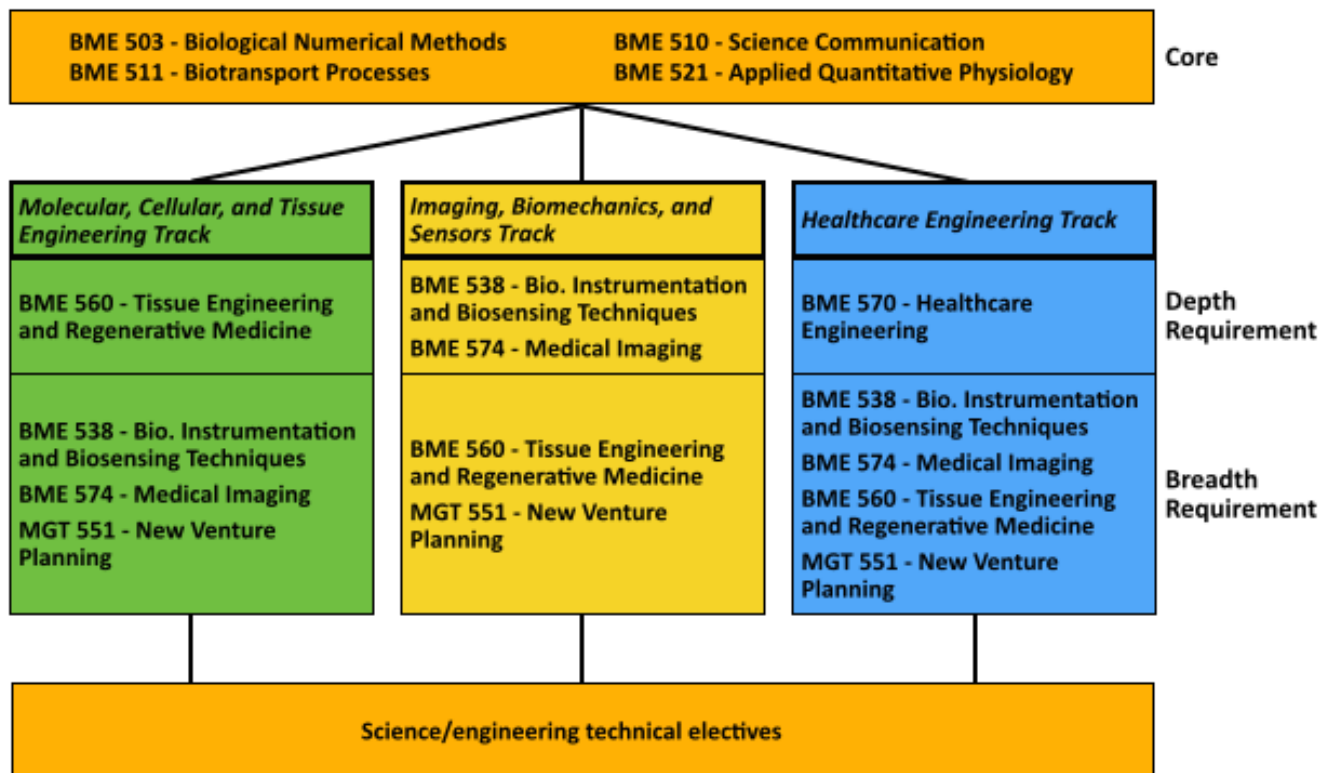 BME 503 - Biological Numerical Methods
BME 511 - Biotransport Processes
BME 510 - Science Communication
BME 521 - Applied Quantitative Physiology
Core
Molecular, Cellular, and Tissue
Engineering Track
Imaging, Biomechanics, and
Sensors Track
Healthcare Engineering Track
BME 560 - Tissue Engineering
and Regenerative Medicine
BME 538 - Bio. Instrumentation
and Biosensing Techniques
BME 574 - Medical Imaging
BME 570 - Healthcare
Engineering
Depth
Requirement
BME 538 - Bio. Instrumentation
and Biosensing Techniques
BME 574 - Medical Imaging
MGT 551 - New Venture
Planning
BME 560 - Tissue Engineering
and Regenerative Medicine
MGT 551 - New Venture
Planning
BME 538 - Bio. Instrumentation
and Biosensing Techniques
BME 574 - Medical Imaging
BME 560 - Tissue Engineering
and Regenerative Medicine
MGT 551 - New Venture
Planning
Breadth
Requirement
Science/engineering technical electives